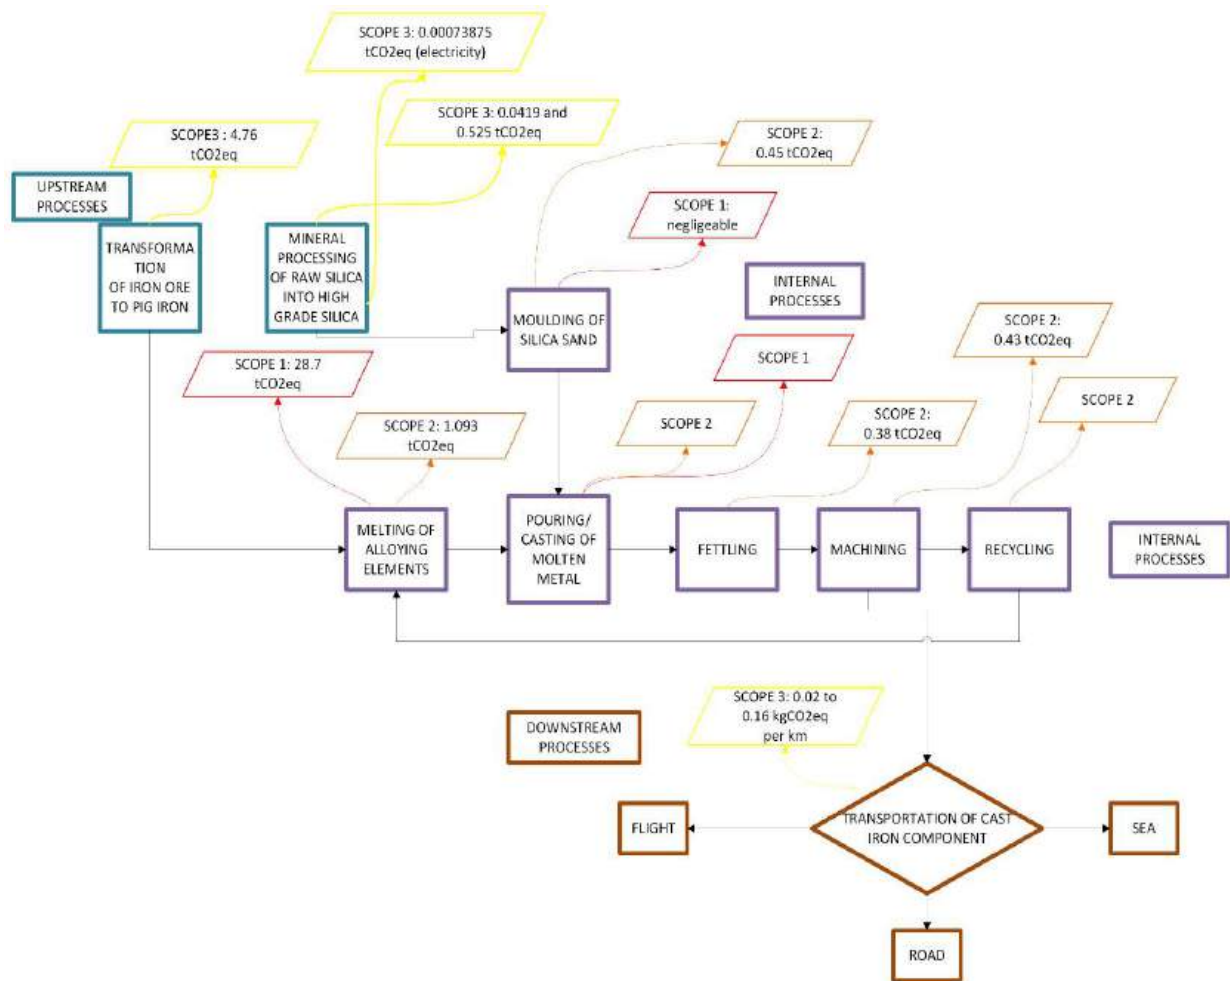 SCOPE 3: 0.00073875
tCO2eq (electricity)
SCOPE3 : 4.76
tCO2eq
SCOPE 3: 0.0419 and
0.525 tCO2eq
SCOPE 2:
0.45 tCO2eq
UPSTREAM
PROCESSES
SCOPE 1:
negligeable
TRANSFORMA
TION
OF IRON ORE
TO PIG IRON
MINERAL
PROCESSING
OF RAW SILICA
INTO HIGH
GRADE SILICA
MOULDING OF
SILICA SAND
INTERNAL
PROCESSES
SCOPE 1: 28.7
tCO2eq
SCOPE 2: 1.093
tCO2eq
SCOPE 2
SCOPE 1
SCOPE 2:
0.38 tCO2eq
SCOPE 2:
0.43 tCO2eq
SCOPE 2
MELTING OF
ALLOYING
ELEMENTS
POURING/
CASTING OF
MOLTEN
METAL
FETTLING
MACHINING
RECYCLING
INTERNAL
PROCESSES
DOWNSTREAM
PROCESSES
SCOPE 3: 0.02 to
0.16 kgCO2eq
per km
FLIGHT
TRANSPORTATION OF CAST
IRON COMPONENT
SEA
ROAD